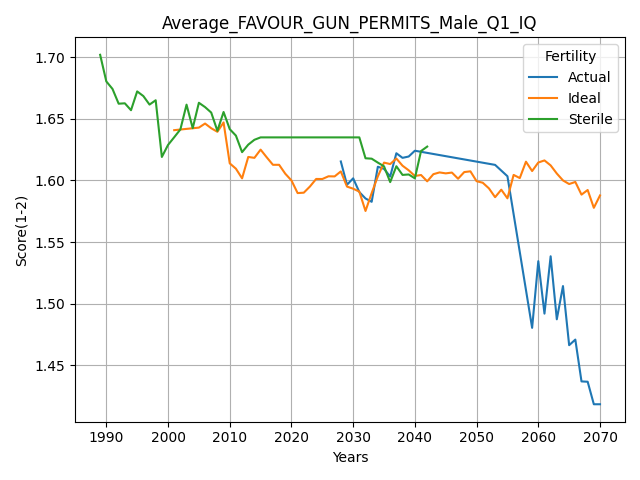 Average_FAVOUR_GUN_PERMITS_Male_Q1_IQ
Fertility
Actual
Ideal
Sterile
Score(1-2)
1.70
1.65
1.60
1.55
1.50
1.45
1990 2000 2010 2020 2030 2040 2050 2060 2070
Years